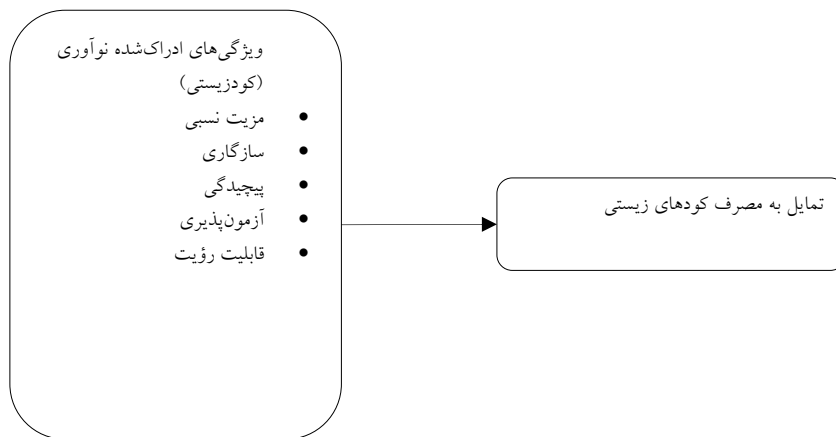 ویژگی‌های ادراک‌شده نوآوری
(کودزیستی)
• مزیت نسبی
• سازگاری
• پیچیدگی
• آزمون‌پذیری
• قابلیت رؤیت
تمایل به مصرف کودهای زیستی